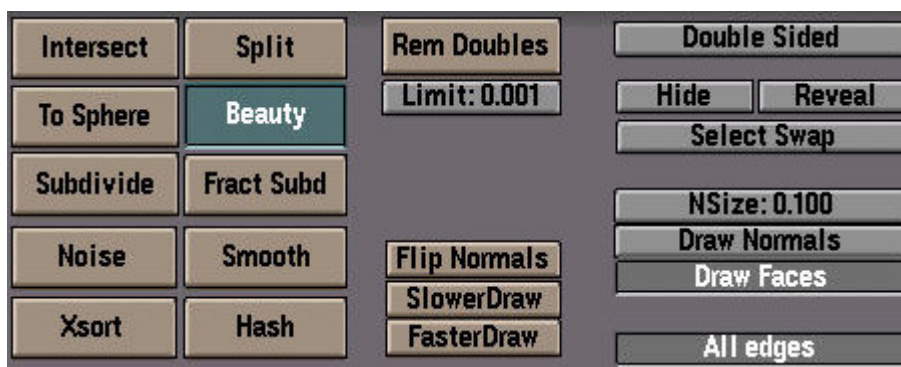 Intersect
Split
To Sphere
Beauty
Subdivide
Fract Subd
Noise
Smooth
Xsort
Hash
Rem Doubles
Limit: 0.001
Flip Normals
SlowerDraw
FasterDraw
Double Sided
Hide
Reveal
Select Swap
NSize: 0.100
Draw Normals
Draw Faces
All edges